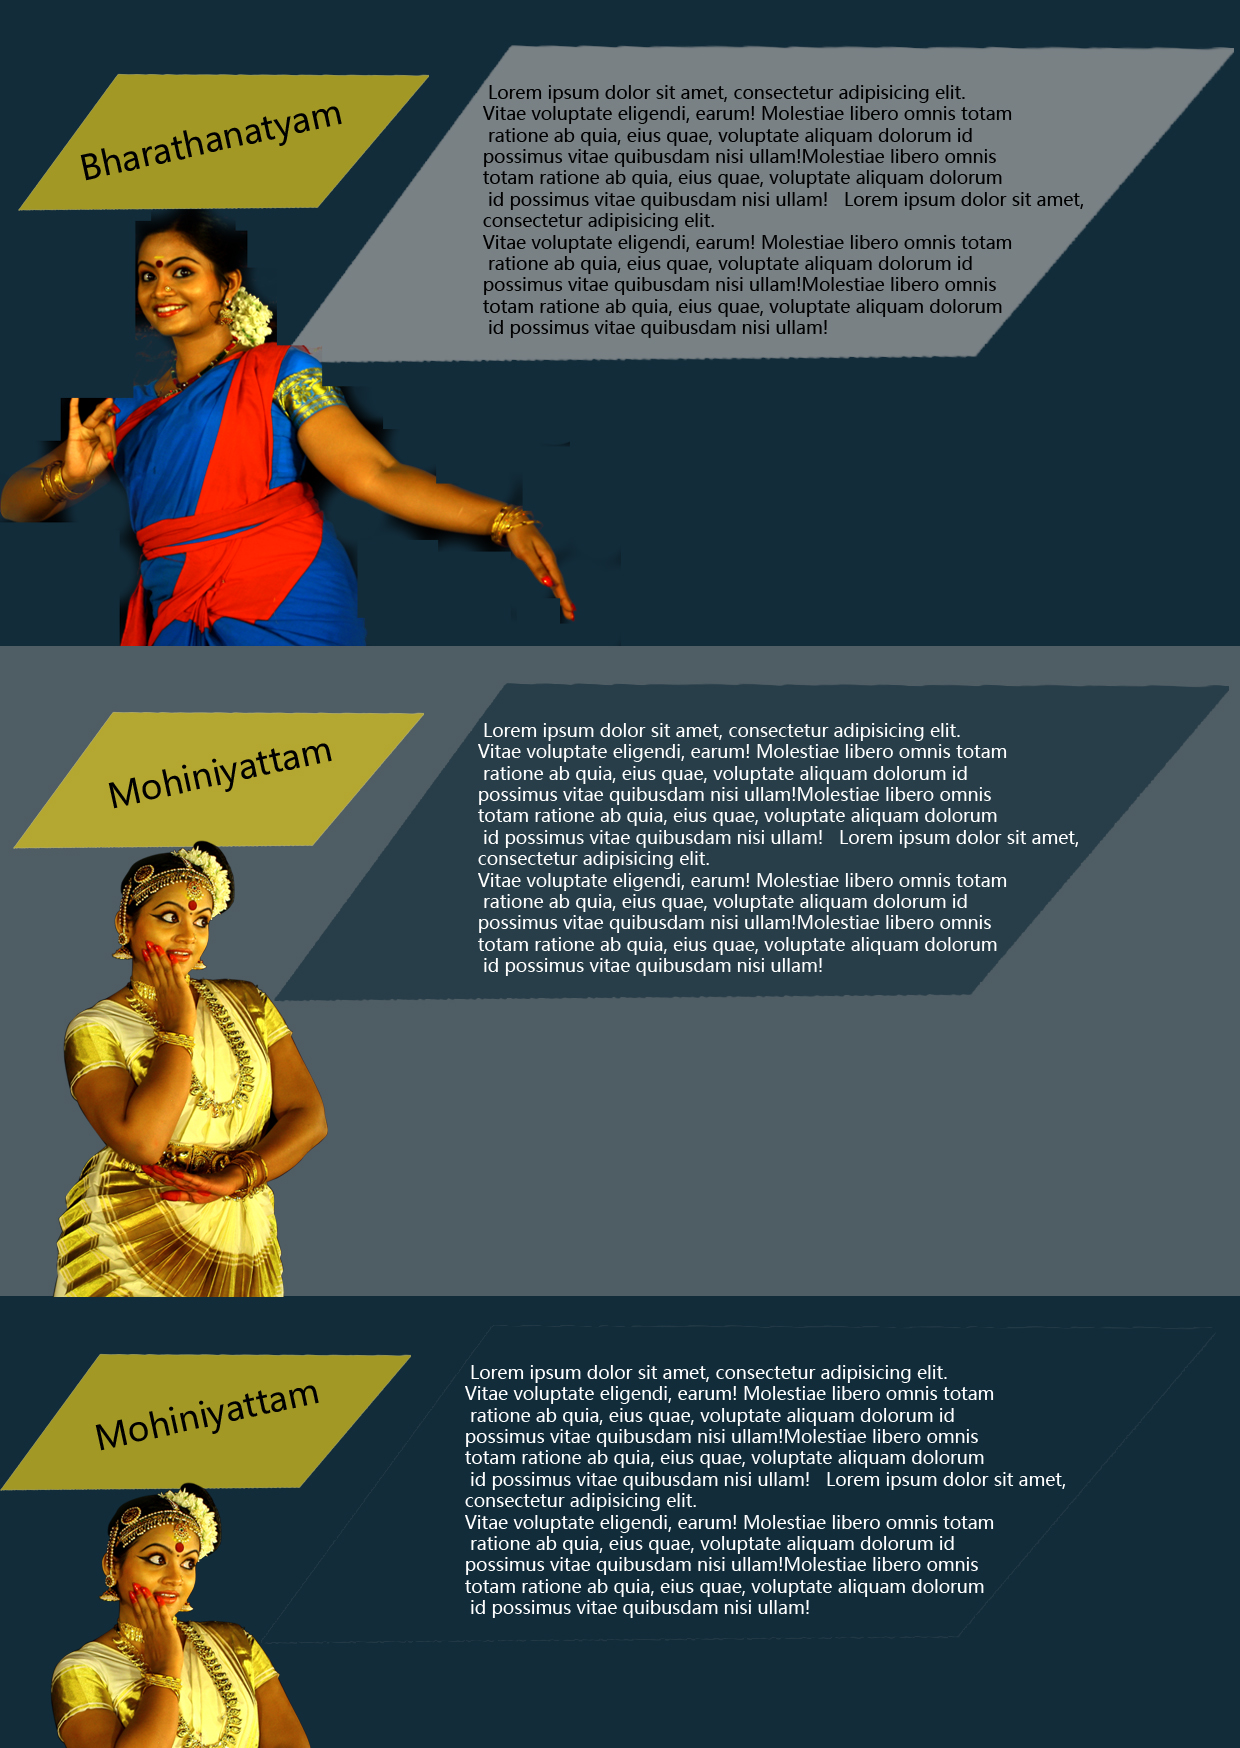 Bharathanatyam
Lorem ipsum dolor sit amet, consectetur adipisicing elit.
Vitae voluptate eligendi, earum! Molestiae libero omnis totam
ratione ab quia, eius quae, voluptate aliquam dolorum id
possimus vitae quibusdam nisi ullam!Molestiae libero omnis
totam ratione ab quia, eius quae, voluptate aliquam dolorum
id possimus vitae quibusdam nisi ullam!   Lorem ipsum dolor sit amet,
consectetur adipisicing elit.
Vitae voluptate eligendi, earum! Molestiae libero omnis totam
ratione ab quia, eius quae, voluptate aliquam dolorum id
possimus vitae quibusdam nisi ullam!Molestiae libero omnis
totam ratione ab quia, eius quae, voluptate aliquam dolorum
id possimus vitae quibusdam nisi ullam!
Mohiniyattam
Lorem ipsum dolor sit amet, consectetur adipisicing elit.
Vitae voluptate eligendi, earum! Molestiae libero omnis totam
ratione ab quia, eius quae, voluptate aliquam dolorum id
possimus vitae quibusdam nisi ullam!Molestiae libero omnis
totam ratione ab quia, eius quae, voluptate aliquam dolorum
id possimus vitae quibusdam nisi ullam!   Lorem ipsum dolor sit amet,
consectetur adipisicing elit.
Vitae voluptate eligendi, earum! Molestiae libero omnis totam
ratione ab quia, eius quae, voluptate aliquam dolorum id
possimus vitae quibusdam nisi ullam!Molestiae libero omnis
totam ratione ab quia, eius quae, voluptate aliquam dolorum
id possimus vitae quibusdam nisi ullam!
Mohiniyattam
Lorem ipsum dolor sit amet, consectetur adipisicing elit.
Vitae voluptate eligendi, earum! Molestiae libero omnis totam
ratione ab quia, eius quae, voluptate aliquam dolorum id
possimus vitae quibusdam nisi ullam!Molestiae libero omnis
totam ratione ab quia, eius quae, voluptate aliquam dolorum
id possimus vitae quibusdam nisi ullam!   Lorem ipsum dolor sit amet,
consectetur adipisicing elit.
Vitae voluptate eligendi, earum! Molestiae libero omnis totam
ratione ab quia, eius quae, voluptate aliquam dolorum id
possimus vitae quibusdam nisi ullam!Molestiae libero omnis
totam ratione ab quia, eius quae, voluptate aliquam dolorum
id possimus vitae quibusdam nisi ullam!